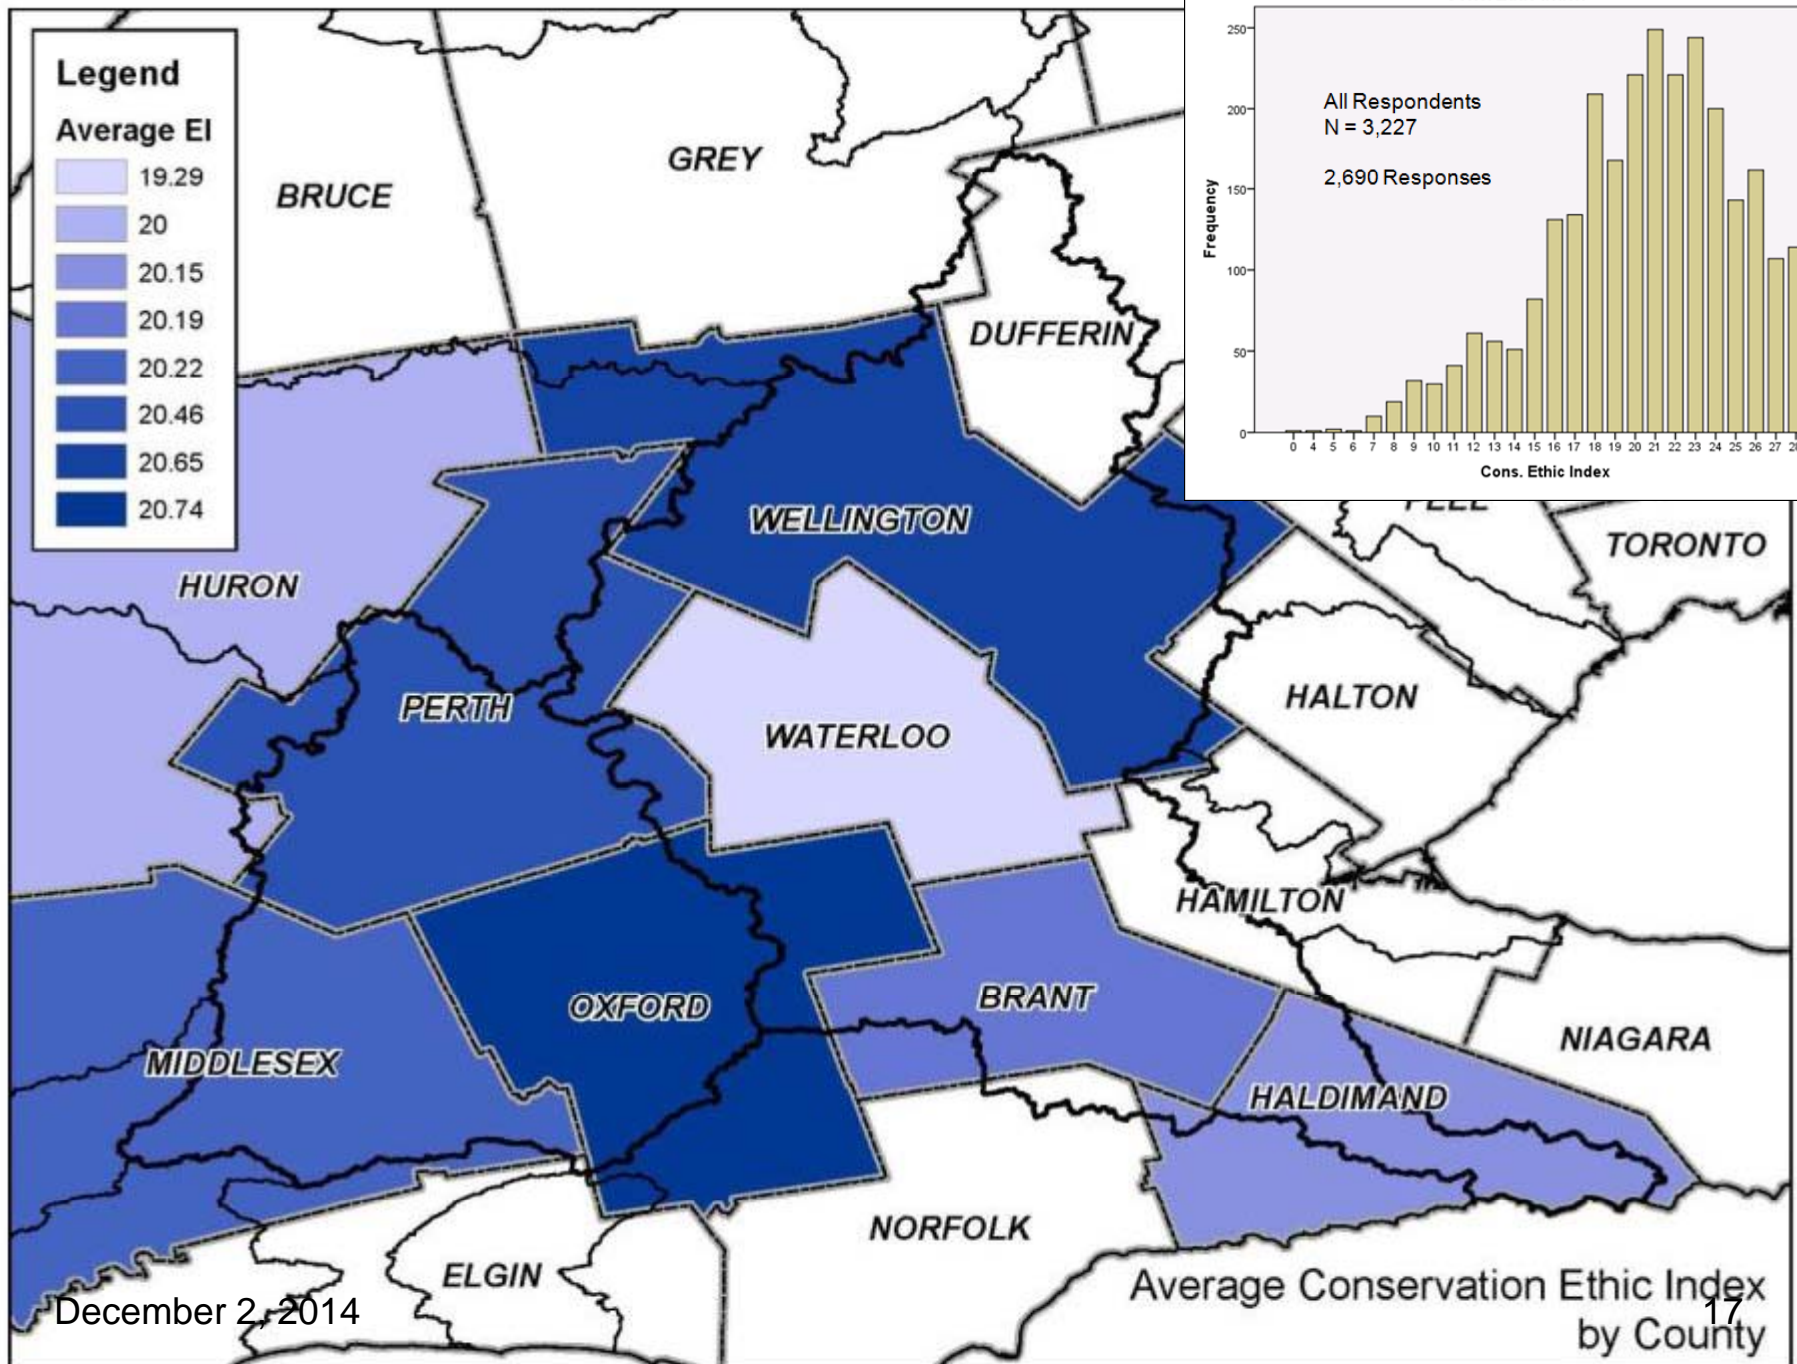 Legend
Average EI
19.29
20
20.15
20.19
20.22
20.46
20.65
20.74
BRUCE
GREY
DUFFERIN
HURON
WELLINGTON
PERTH
WATERLOO
TORONTO
HALTON
HAMILTON
OXFORD
BRANT
MIDDLESEX
HALDIMAND
NIAGARA
NORFOLK
ELGIN
All Respondents
N = 3,227
2,690 Responses
Frequency
250
200
150
100
50
0
0 4 5 6 7 8 9 10 11 12 13 14 15 16 17 18 19 20 21 22 23 24 25 26 27
Cons. Ethic Index
Average Conservation Ethic Index
by County
December 2, 2014
17